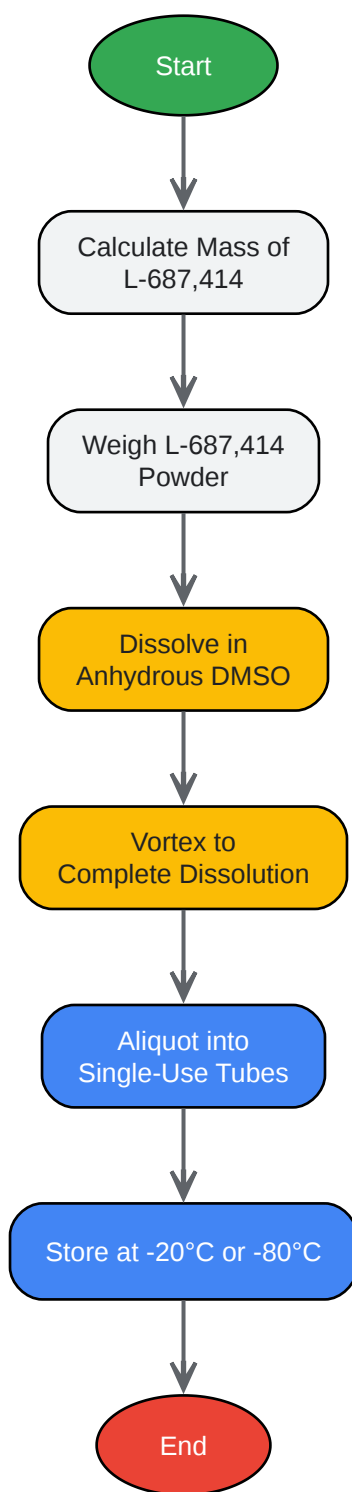 Start
Calculate Mass of
L-687,414
Weigh L-687,414
Powder
Dissolve in
Anhydrous DMSO
Vortex to
Complete Dissolution
Aliquot into
Single-Use Tubes
Store at -20°C or -80°C
End